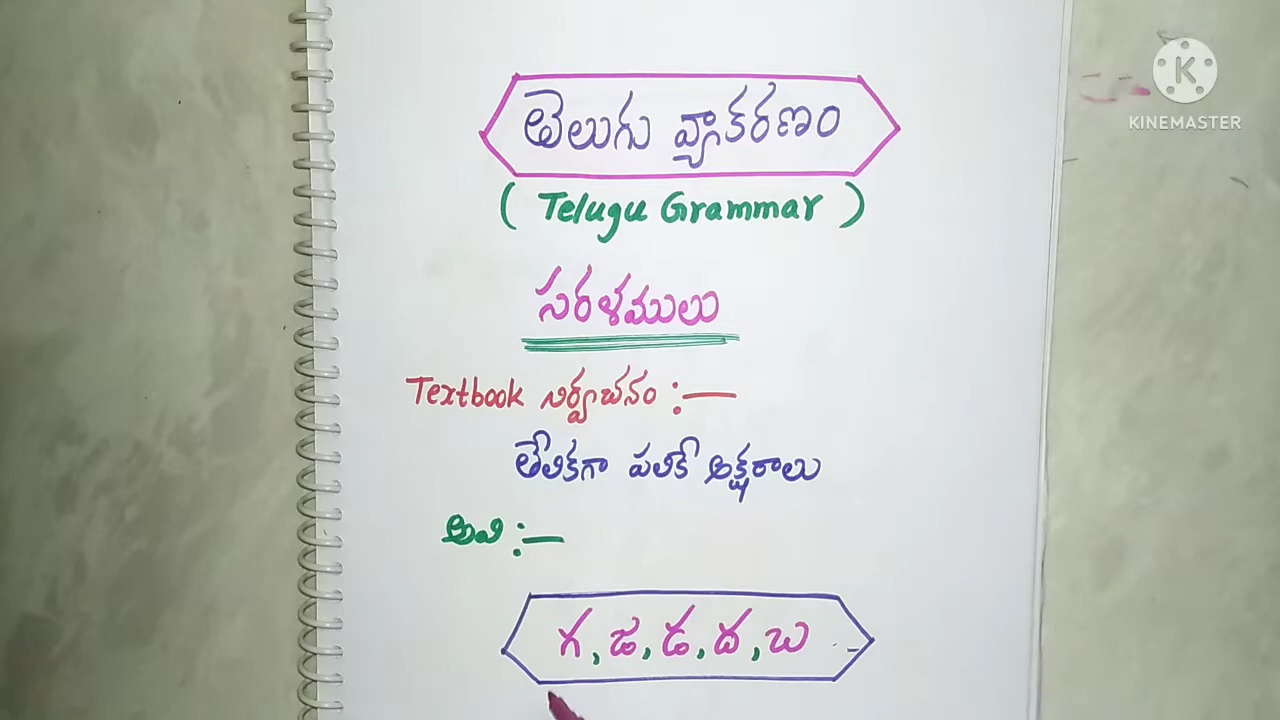 తెలుగు వ్యాకరణం
( Telugu Grammar )
సరళములు
Textbook నిర్వచనం :—
తేలికగా పలికే అక్షరాలు
అవి :—
గ, జ, డ, ద, బ
K
KINEMASTER